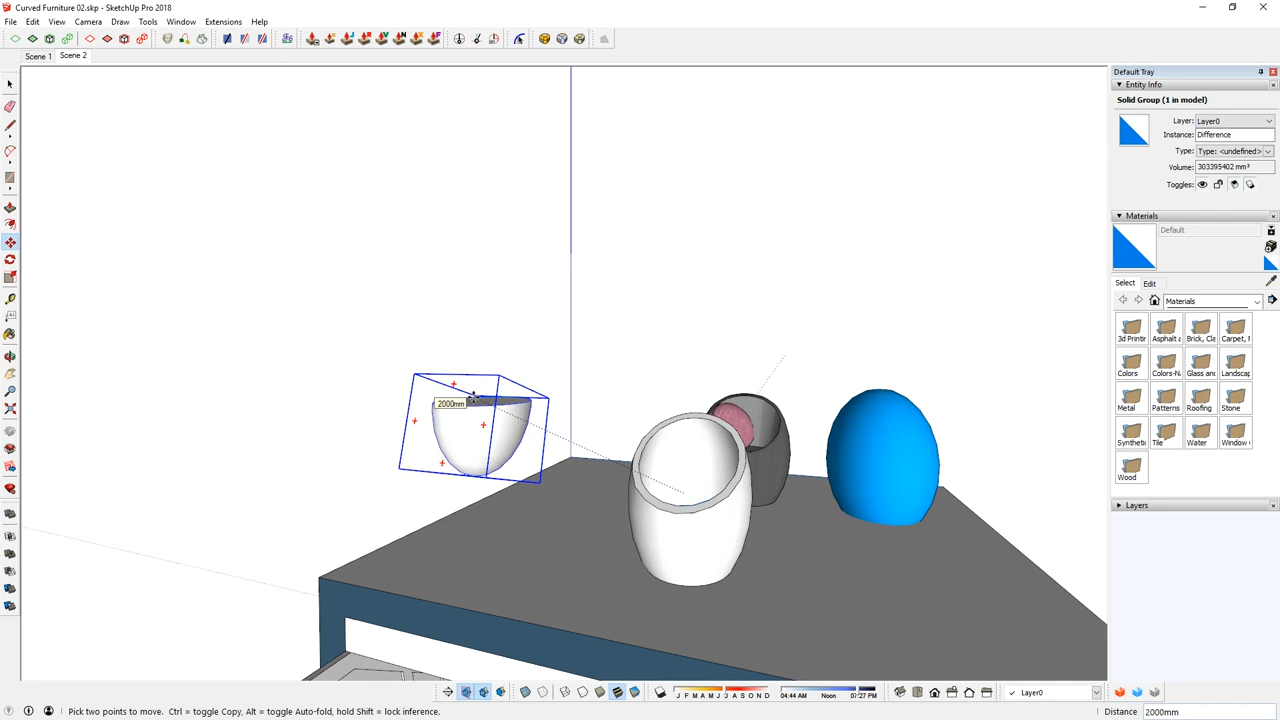 Curved Furniture 02.skp - SketchUp Pro 2018
File Edit View Camera Draw Tools Window Extensions Help
Scene 1 Scene 2
Default Tray
Entity Info
Solid Group (1 in model)
Layer: Layer0
Instance: Difference
Type: Type: <undefined>
Volume: 303395402 mm³
Toggles:
Materials
Default
Select Edit
Materials
3d Printin Asphalt a Brick, Cla Carpet, F
Colors Colors-Na Glass and Landscap
Metal Patterns Roofing Stone
Synthetic Tile Water Window C
Wood
Layers
2000mm
J F M A M J J A S O N D 04:44 AM Noon 07:27 PM Layer0
Pick two points to move. Ctrl = toggle Copy, Alt = toggle Auto-fold, hold Shift = lock inference. Distance 2000mm